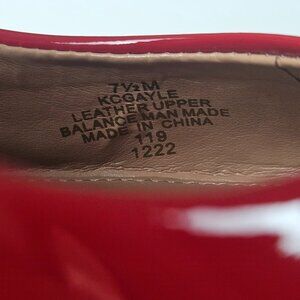 7½M
KCGAYLE
LEATHER UPPER
BALANCE MAN MADE
MADE IN CHINA
119
1222